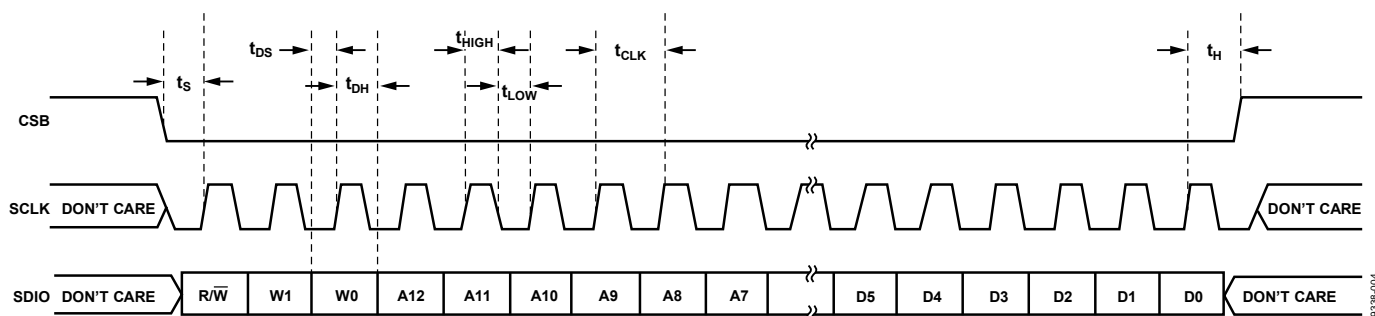 tDS
tHIGH
tCLK
tH
tS
tDH
tLOW
CSB
SCLK DON'T CARE DON'T CARE
SDIO DON'T CARE R/W̅ W1 W0 A12 A11 A10 A9 A8 A7 D5 D4 D3 D2 D1 D0 DON'T CARE